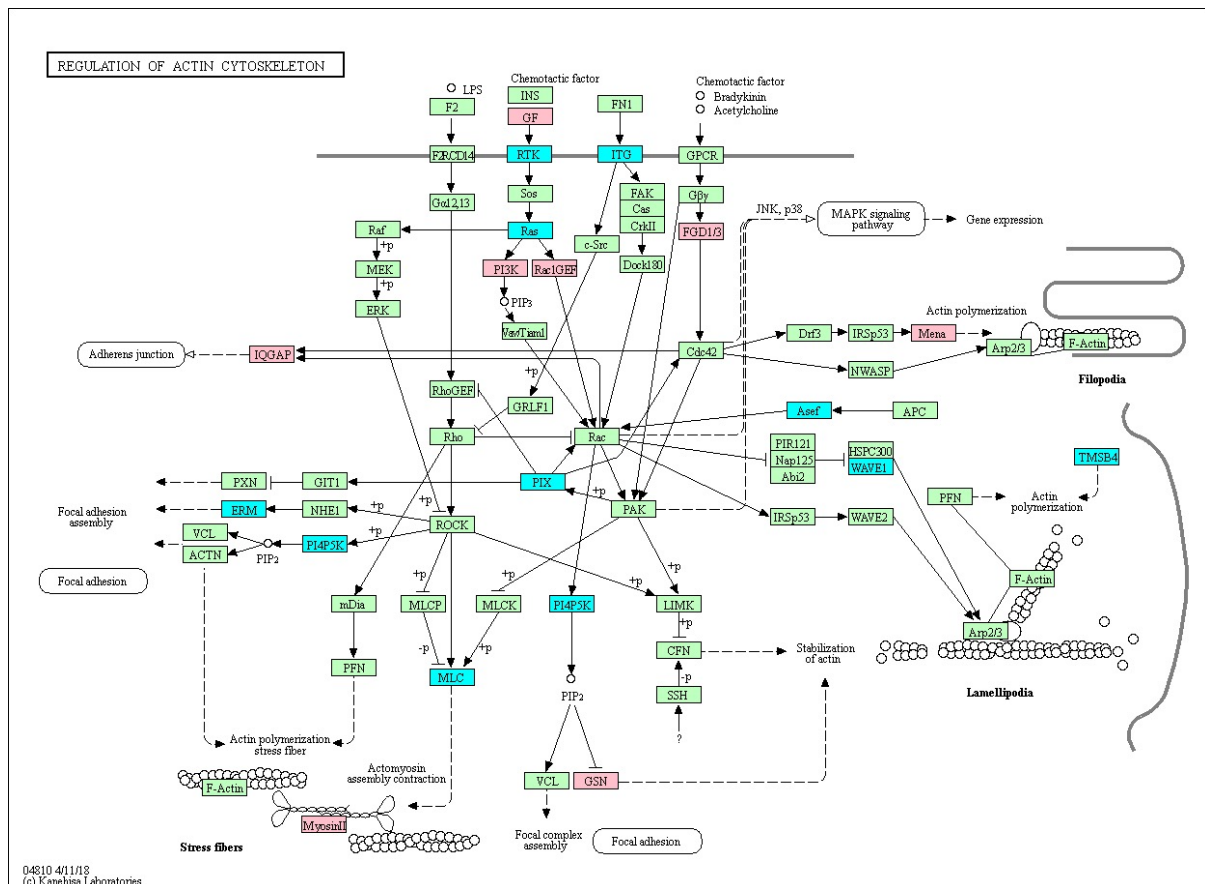 REGULATION OF ACTIN CYTOSKELETON
LPS
F2
Chemotactic factor
INS
GF
FN1
Chemotactic factor
Bradykinin
Acetylcholine
F2RCD14
RTK
ITG
GPCR
Gα12,13
Sos
FAK
Cas
CrkII
Gβγ
JNK, p38
MAPK signaling
pathway
Gene expression
Raf
Ras
c-Src
FGD1/3
+p
MEK
PI3K
Rac1GEF
Dock180
+p
ERK
PIP3
Vav/Tiam1
Actin polymerization
Drf3
IRSp53
Mena
Arp2/3
F-Actin
Adherens junction
IQGAP
Cdc42
NWASP
Filopodia
+p
RhoGEF
GRLF1
Asef
APC
Rho
Rac
PIR121
Nap125
Abi2
HSPC300
WAVE1
TMSB4
PXN
GIT1
PIX
PFN
Actin
polymerization
Focal adhesion
assembly
ERM
NHE1
+p
+p
PAK
IRSp53
WAVE2
VCL
ACTN
PIP2
PI4P5K
+p
ROCK
Focal adhesion
+p
+p
+p
+p
F-Actin
mDia
MLCP
MLCK
PI4P5K
LIMK
+p
Arp2/3
-p
+p
CFN
Stabilization
of actin
PFN
MLC
-p
PIP2
SSH
Lamellipodia
?
Actin polymerization
stress fiber
Actomyosin
assembly contraction
F-Actin
VCL
GSN
MyosinII
Stress fibers
Focal complex
assembly
Focal adhesion
04810 4/11/18
(c) Kanehisa Laboratories